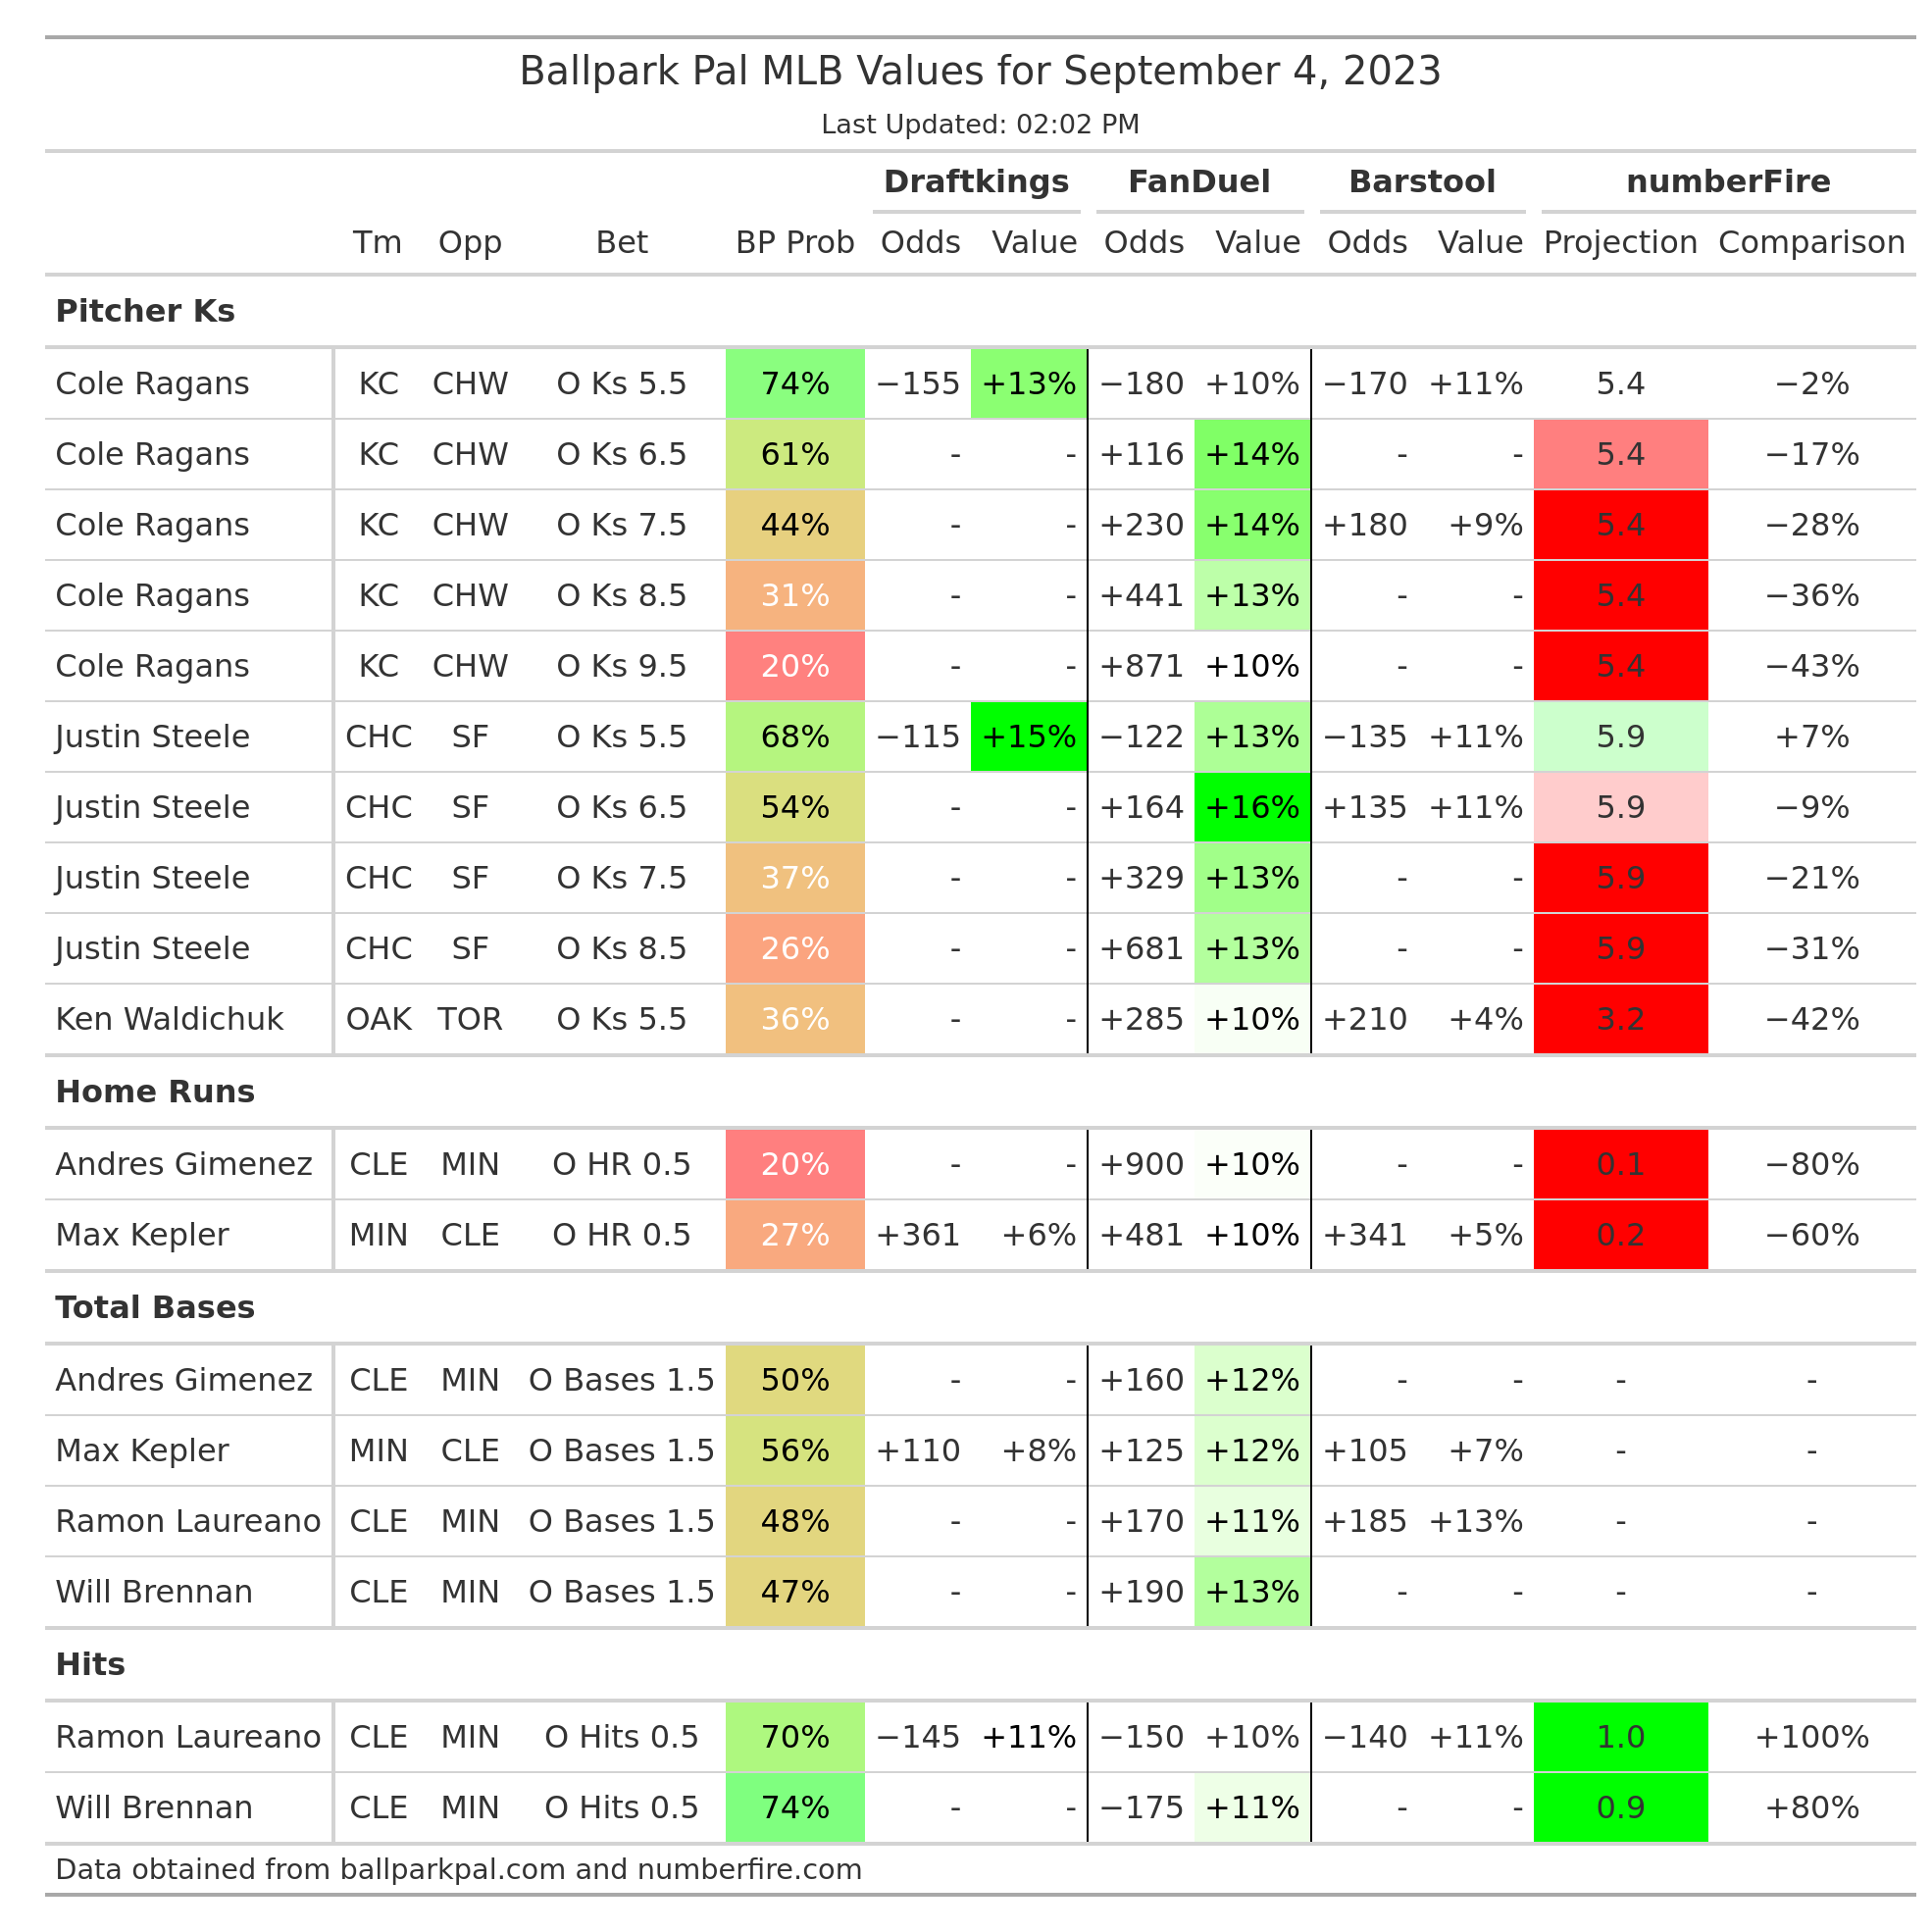 Ballpark Pal MLB Values for September 4, 2023
Last Updated: 02:02 PM
Draftkings FanDuel Barstool numberFire
Tm Opp Bet BP Prob Odds Value Odds Value Odds Value Projection Comparison
Pitcher Ks
Cole Ragans KC CHW O Ks 5.5 74% −155 +13% −180 +10% −170 +11% 5.4 −2%
Cole Ragans KC CHW O Ks 6.5 61% - - +116 +14% - - 5.4 −17%
Cole Ragans KC CHW O Ks 7.5 44% - - +230 +14% +180 +9% 5.4 −28%
Cole Ragans KC CHW O Ks 8.5 31% - - +441 +13% - - 5.4 −36%
Cole Ragans KC CHW O Ks 9.5 20% - - +871 +10% - - 5.4 −43%
Justin Steele CHC SF O Ks 5.5 68% −115 +15% −122 +13% −135 +11% 5.9 +7%
Justin Steele CHC SF O Ks 6.5 54% - - +164 +16% +135 +11% 5.9 −9%
Justin Steele CHC SF O Ks 7.5 37% - - +329 +13% - - 5.9 −21%
Justin Steele CHC SF O Ks 8.5 26% - - +681 +13% - - 5.9 −31%
Ken Waldichuk OAK TOR O Ks 5.5 36% - - +285 +10% +210 +4% 3.2 −42%
Home Runs
Andres Gimenez CLE MIN O HR 0.5 20% - - +900 +10% - - 0.1 −80%
Max Kepler MIN CLE O HR 0.5 27% +361 +6% +481 +10% +341 +5% 0.2 −60%
Total Bases
Andres Gimenez CLE MIN O Bases 1.5 50% - - +160 +12% - - - -
Max Kepler MIN CLE O Bases 1.5 56% +110 +8% +125 +12% +105 +7% - -
Ramon Laureano CLE MIN O Bases 1.5 48% - - +170 +11% +185 +13% - -
Will Brennan CLE MIN O Bases 1.5 47% - - +190 +13% - - - -
Hits
Ramon Laureano CLE MIN O Hits 0.5 70% −145 +11% −150 +10% −140 +11% 1.0 +100%
Will Brennan CLE MIN O Hits 0.5 74% - - −175 +11% - - 0.9 +80%
Data obtained from ballparkpal.com and numberfire.com